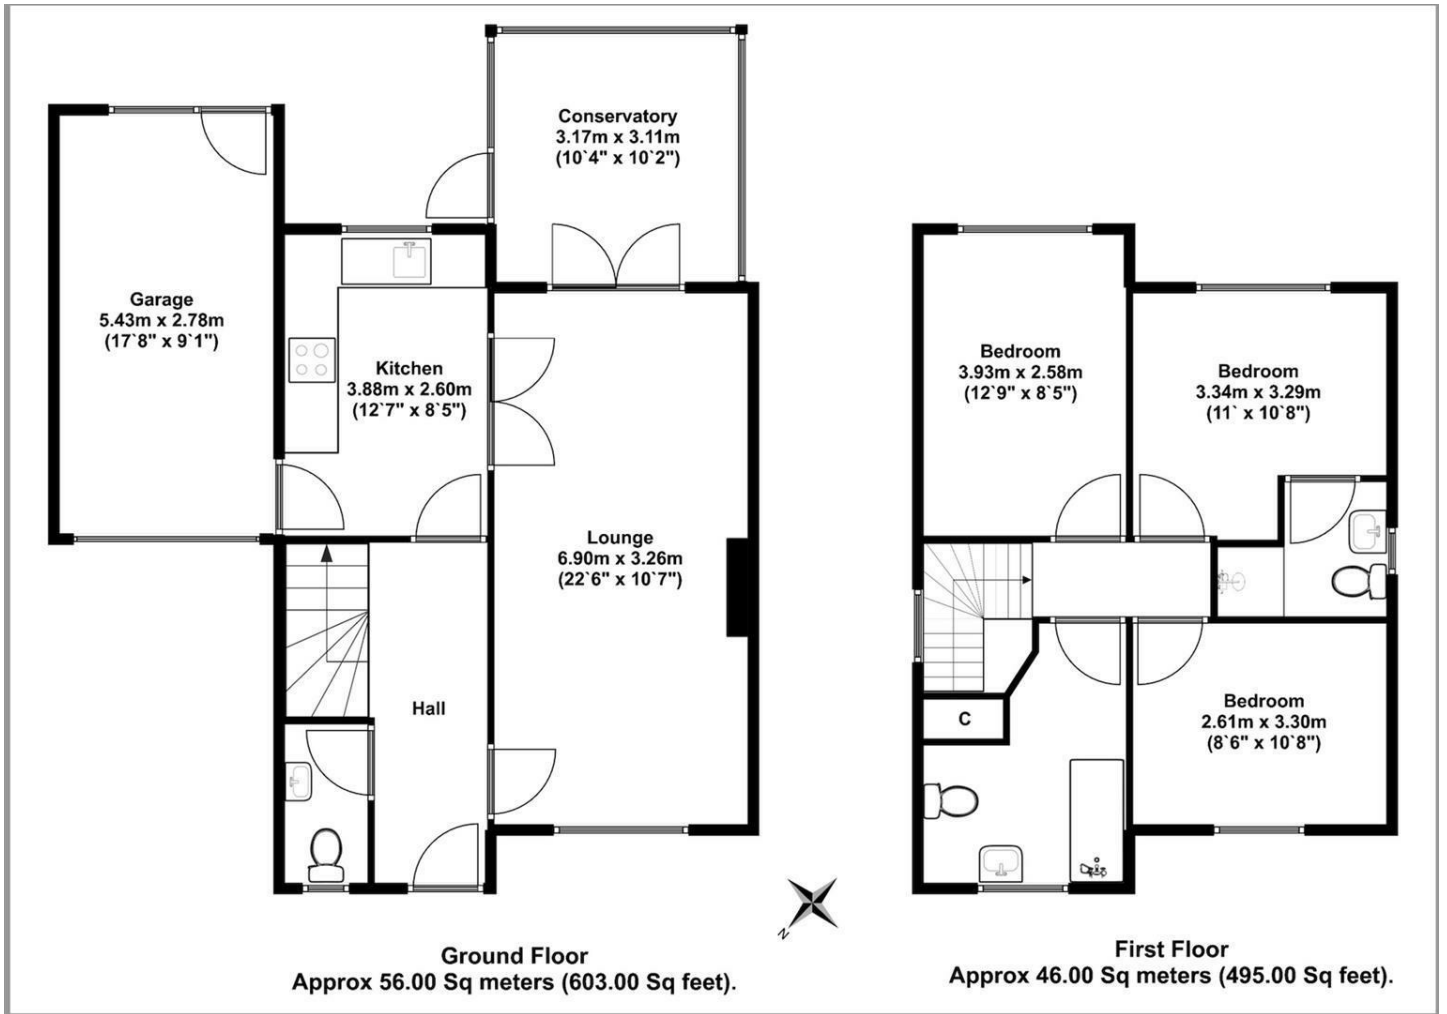 Conservatory
3.17m x 3.11m
(10`4" x 10`2")
Garage
5.43m x 2.78m
(17`8" x 9`1")
Kitchen
3.88m x 2.60m
(12`7" x 8`5")
Lounge
6.90m x 3.26m
(22`6" x 10`7")
Hall
Bedroom
3.93m x 2.58m
(12`9" x 8`5")
Bedroom
3.34m x 3.29m
(11` x 10`8")
Bedroom
2.61m x 3.30m
(8`6" x 10`8")
C
N
Ground Floor
Approx 56.00 Sq meters (603.00 Sq feet).
First Floor
Approx 46.00 Sq meters (495.00 Sq feet).